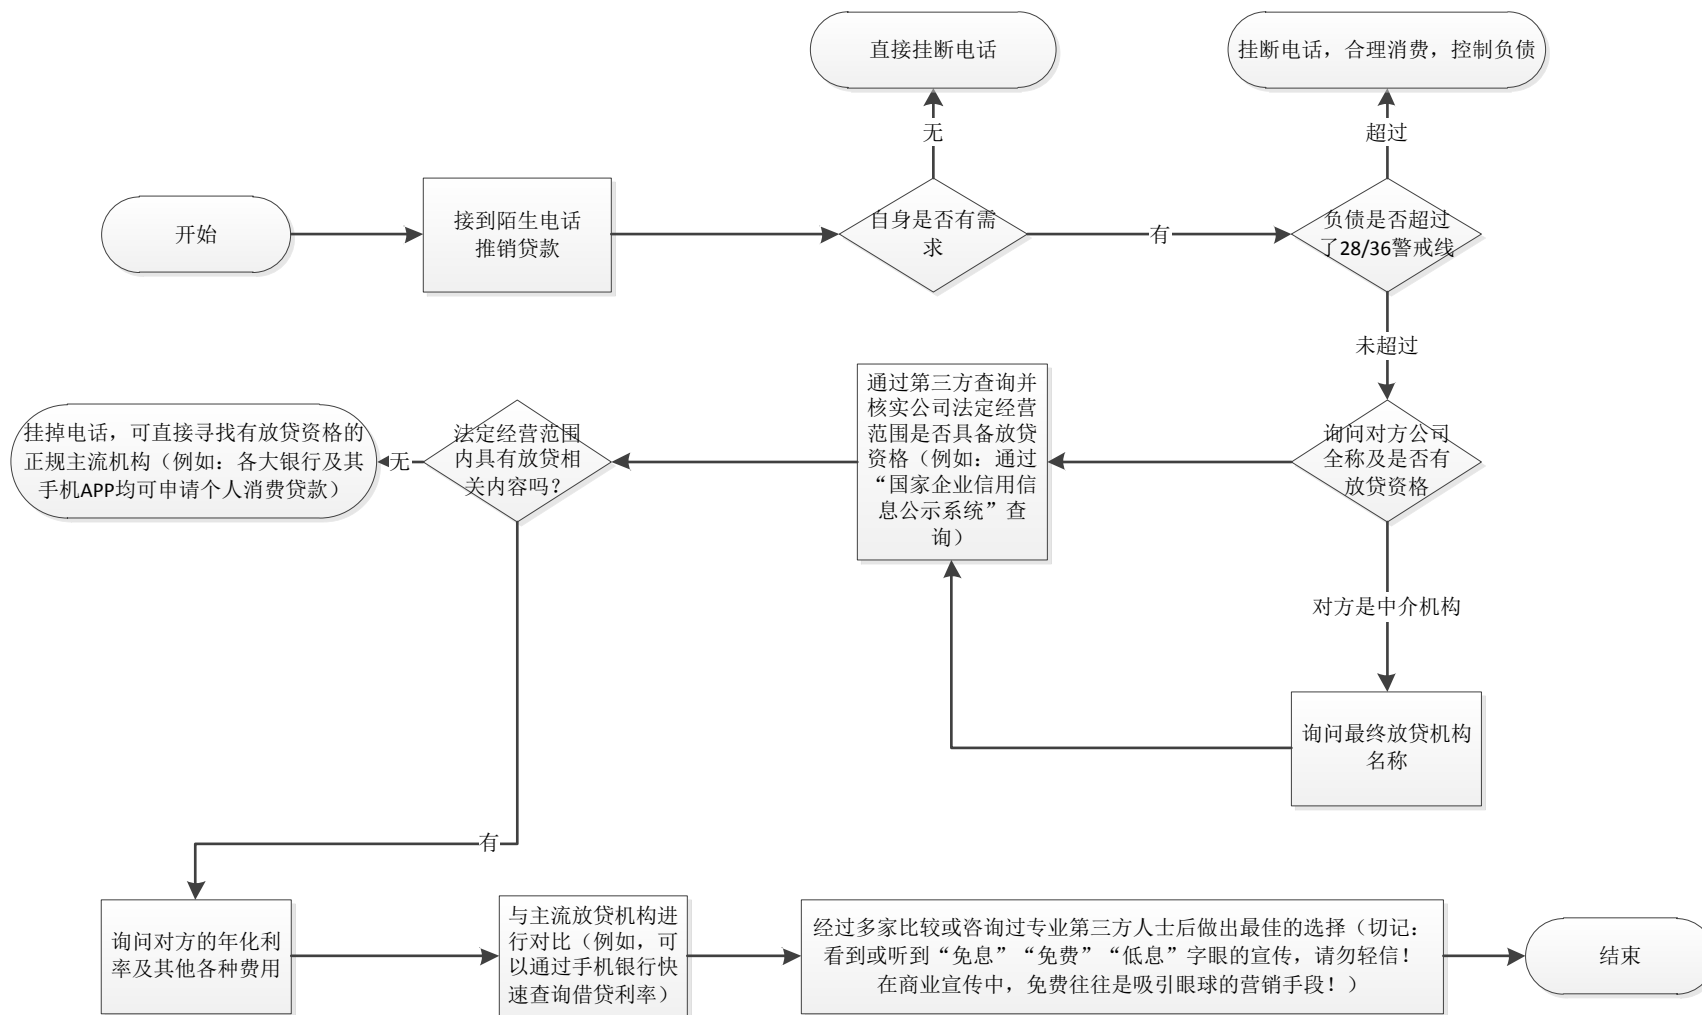 直接挂断电话
挂断电话，合理消费，控制负债
无
超过
开始
接到陌生电话
推销贷款
自身是否有需
求
有
负债是否超过
了28/36警戒线
未超过
挂掉电话，可直接寻找有放贷资格的
正规主流机构（例如：各大银行及其
手机APP均可申请个人消费贷款）
无
法定经营范围
内具有放贷相
关内容吗？
通过第三方查询并
核实公司法定经营
范围是否具备放贷
资格（例如：通过
“国家企业信用信
息公示系统”查
询）
询问对方公司
全称及是否有
放贷资格
对方是中介机构
询问最终放贷机构
名称
有
询问对方的年化利
率及其他各种费用
与主流放贷机构进
行对比（例如，可
以通过手机银行快
速查询借贷利率）
经过多家比较或咨询过专业第三方人士后做出最佳的选择（切记：
看到或听到“免息”“免费”“低息”字眼的宣传，请勿轻信！
在商业宣传中，免费往往是吸引眼球的营销手段！）
结束